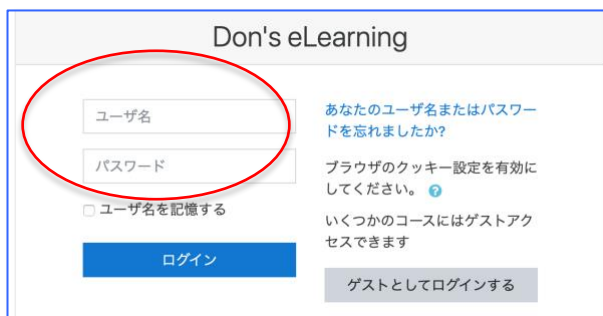 Don's eLearning
ユーザ名
パスワード
ユーザ名を記憶する
ログイン
あなたのユーザ名またはパスワー
ドを忘れましたか?
ブラウザのクッキー設定を有効に
してください。 ?
いくつかのコースにはゲストアク
セスできます
ゲストとしてログインする